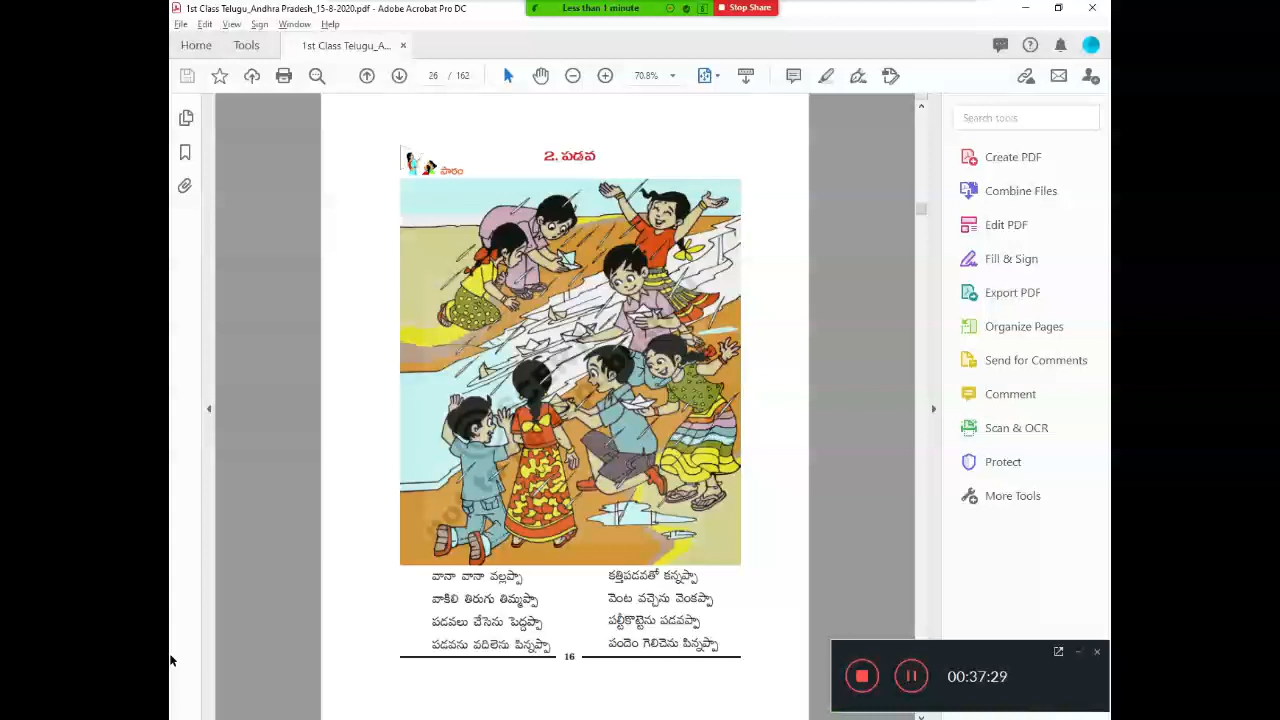 1st Class Telugu_Andhra Pradesh_15-8-2020.pdf - Adobe Acrobat Pro DC
Less than 1 minute
Stop Share
File Edit View Sign Window Help
Home Tools 1st Class Telugu_A... ×
26 / 162 70.8%
Search tools
Create PDF
Combine Files
Edit PDF
Fill & Sign
Export PDF
Organize Pages
Send for Comments
Comment
Scan & OCR
Protect
More Tools
2. పడవ
పాఠం
వానా వానా వల్లప్పా
వాకిలి తిరుగు తిమ్మప్పా
పడవలు చేసెను పెద్దప్పా
పడవను వదిలెను పిన్నప్పా
కత్తిపడవతో కన్నప్పా
వెంట వచ్చెను వెంకప్పా
పల్టీకొట్టెను పడవప్పా
పందెం గెలిచెను పిన్నప్పా
16
00:37:29